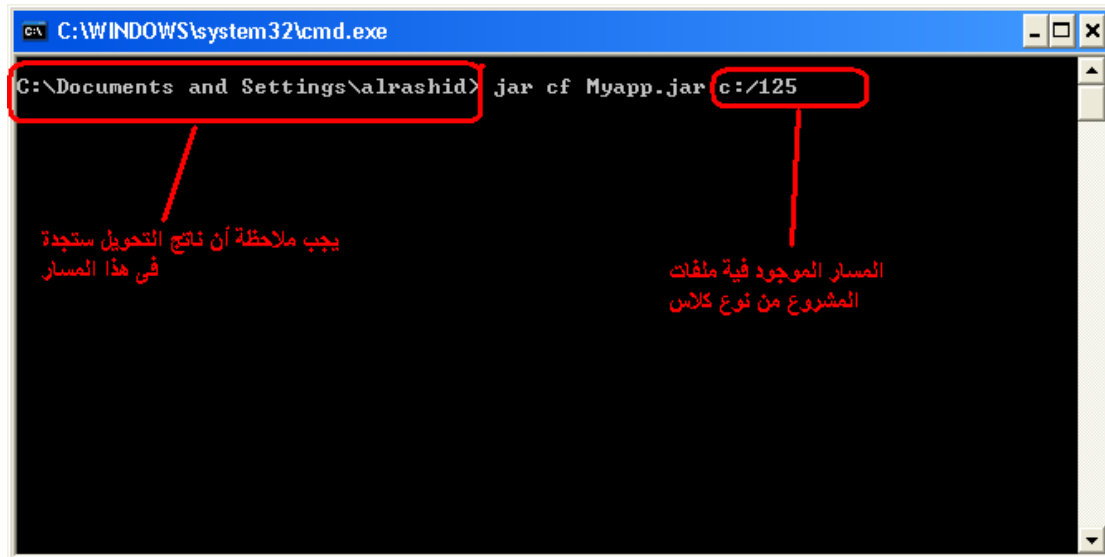 C:\WINDOWS\system32\cmd.exe
C:\Documents and Settings\alrashid> jar cf Myapp.jar c:/125
يجب ملاحظة أن ناتج التحويل ستجدة
فى هذا المسار
المسار الموجود فية ملفات
المشروع من نوع كلاس